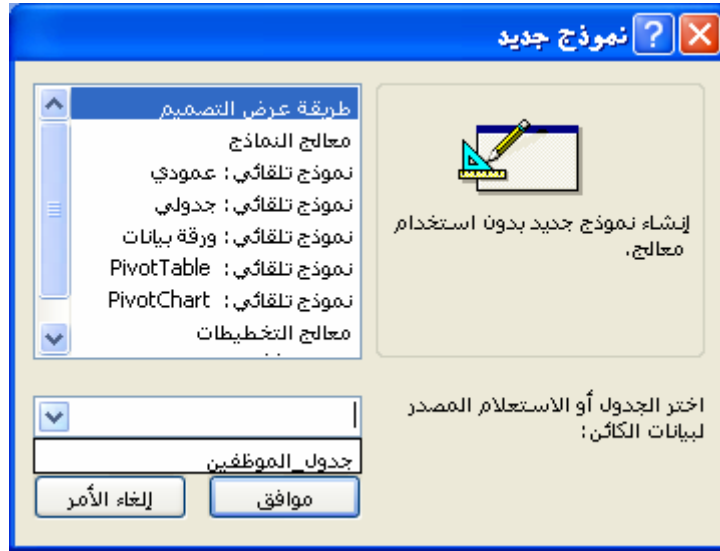 نموذج جديد
طريقة عرض التصميم
معالج النماذج
نموذج تلقائي: عمودي
نموذج تلقائي: جدولي
نموذج تلقائي: ورقة بيانات
نموذج تلقائي: PivotTable
نموذج تلقائي: PivotChart
معالج التخطيطات
إنشاء نموذج جديد بدون استخدام
معالج.
اختر الجدول أو الاستعلام المصدر
لبيانات الكائن:
جدول_الموظفين
موافق
إلغاء الأمر